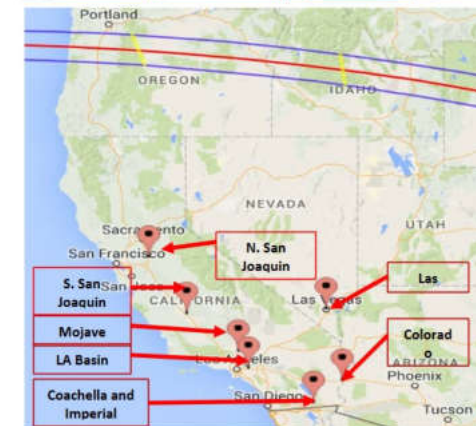 Portland
OREGON
IDAHO
NEVADA
UTAH
Sacramento
San Francisco
N. San
Joaquin
San Jose
S. San
Joaquin
CALIFORNIA
Las Vegas
Las
Mojave
LA Basin
Los Angeles
Colorad
o
ARIZONA
Phoenix
Coachella and
Imperial
San Diego
Tucson